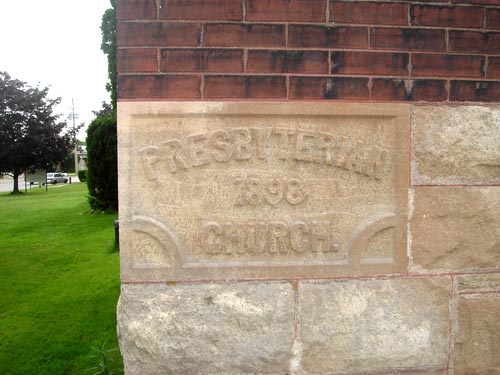 PRESBYTERIAN
1898
CHURCH.